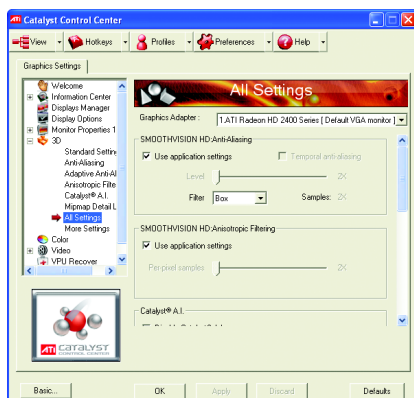 ATI Catalyst Control Center
View Hotkeys Profiles Preferences Help
Graphics Settings
Welcome
Information Center
Displays Manager
Display Options
Monitor Properties 1
3D
Standard Settin
Anti-Aliasing
Adaptive Anti-Al
Anisotropic Filte
Catalyst® A.I.
Mipmap Detail L
All Settings
More Settings
Color
Video
VPU Recover
All Settings
Graphics Adapter : 1.ATI Radeon HD 2400 Series [ Default VGA monitor ]
SMOOTHVISION HD:Anti-Aliasing
Use application settings Temporal anti-aliasing
Level 2X
Filter Box Samples: 2X
SMOOTHVISION HD:Anisotropic Filtering
Use application settings
Per-pixel samples 2X
Catalyst® A.I.
ATI CATALYST
CONTROL CENTER
Basic... OK Apply Discard Defaults